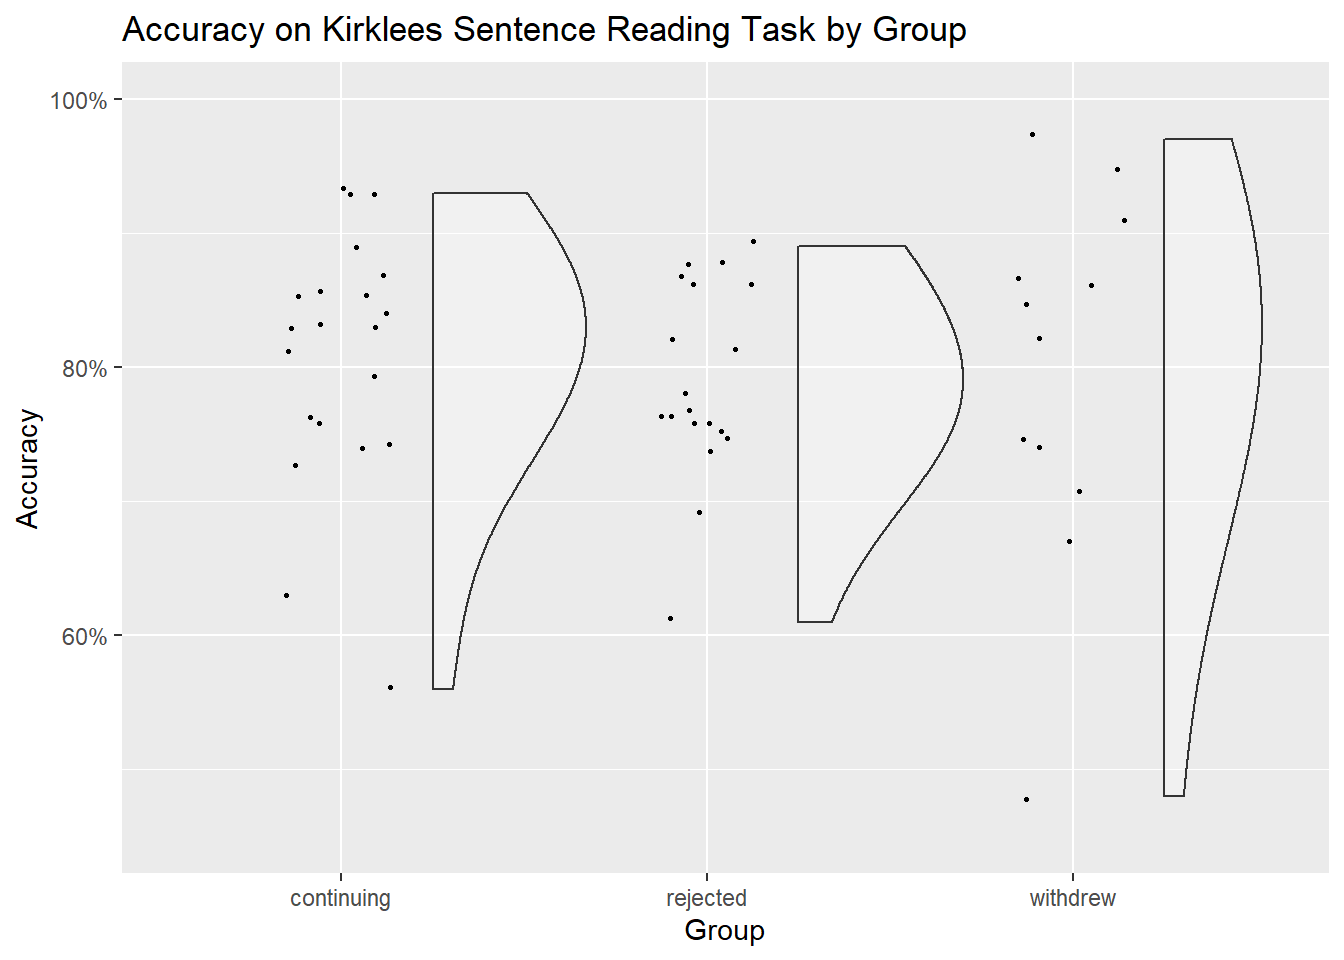 Accuracy on Kirklees Sentence Reading Task by Group
100%
80%
60%
Accuracy
continuing
rejected
withdrew
Group